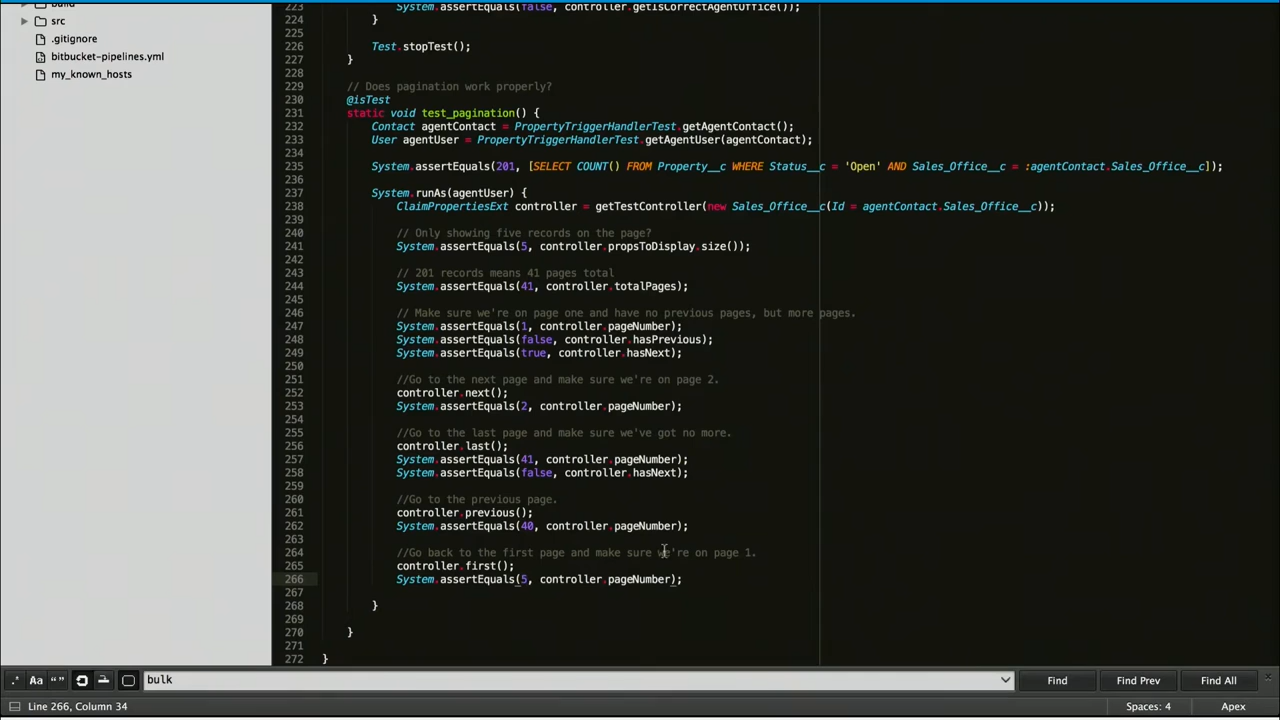 build
src
.gitignore
bitbucket-pipelines.yml
my_known_hosts
223 System.assertEquals(false, controller.getIsCorrectAgentOffice());
224 }
225
226 Test.stopTest();
227 }
228
229 // Does pagination work properly?
230 @isTest
231 static void test_pagination() {
232 Contact agentContact = PropertyTriggerHandlerTest.getAgentContact();
233 User agentUser = PropertyTriggerHandlerTest.getAgentUser(agentContact);
234
235 System.assertEquals(201, [SELECT COUNT() FROM Property__c WHERE Status__c = 'Open' AND Sales_Office__c = :agentContact.Sales_Office__c]);
236
237 System.runAs(agentUser) {
238 ClaimPropertiesExt controller = getTestController(new Sales_Office__c(Id = agentContact.Sales_Office__c));
239
240 // Only showing five records on the page?
241 System.assertEquals(5, controller.propsToDisplay.size());
242
243 // 201 records means 41 pages total
244 System.assertEquals(41, controller.totalPages);
245
246 // Make sure we're on page one and have no previous pages, but more pages.
247 System.assertEquals(1, controller.pageNumber);
248 System.assertEquals(false, controller.hasPrevious);
249 System.assertEquals(true, controller.hasNext);
250
251 //Go to the next page and make sure we're on page 2.
252 controller.next();
253 System.assertEquals(2, controller.pageNumber);
254
255 //Go to the last page and make sure we've got no more.
256 controller.last();
257 System.assertEquals(41, controller.pageNumber);
258 System.assertEquals(false, controller.hasNext);
259
260 //Go to the previous page.
261 controller.previous();
262 System.assertEquals(40, controller.pageNumber);
263
264 //Go back to the first page and make sure we're on page 1.
265 controller.first();
266 System.assertEquals(5, controller.pageNumber);
267
268 }
269
270 }
271
272 }
.* Aa “” bulk Find Find Prev Find All
Line 266, Column 34 Spaces: 4 Apex